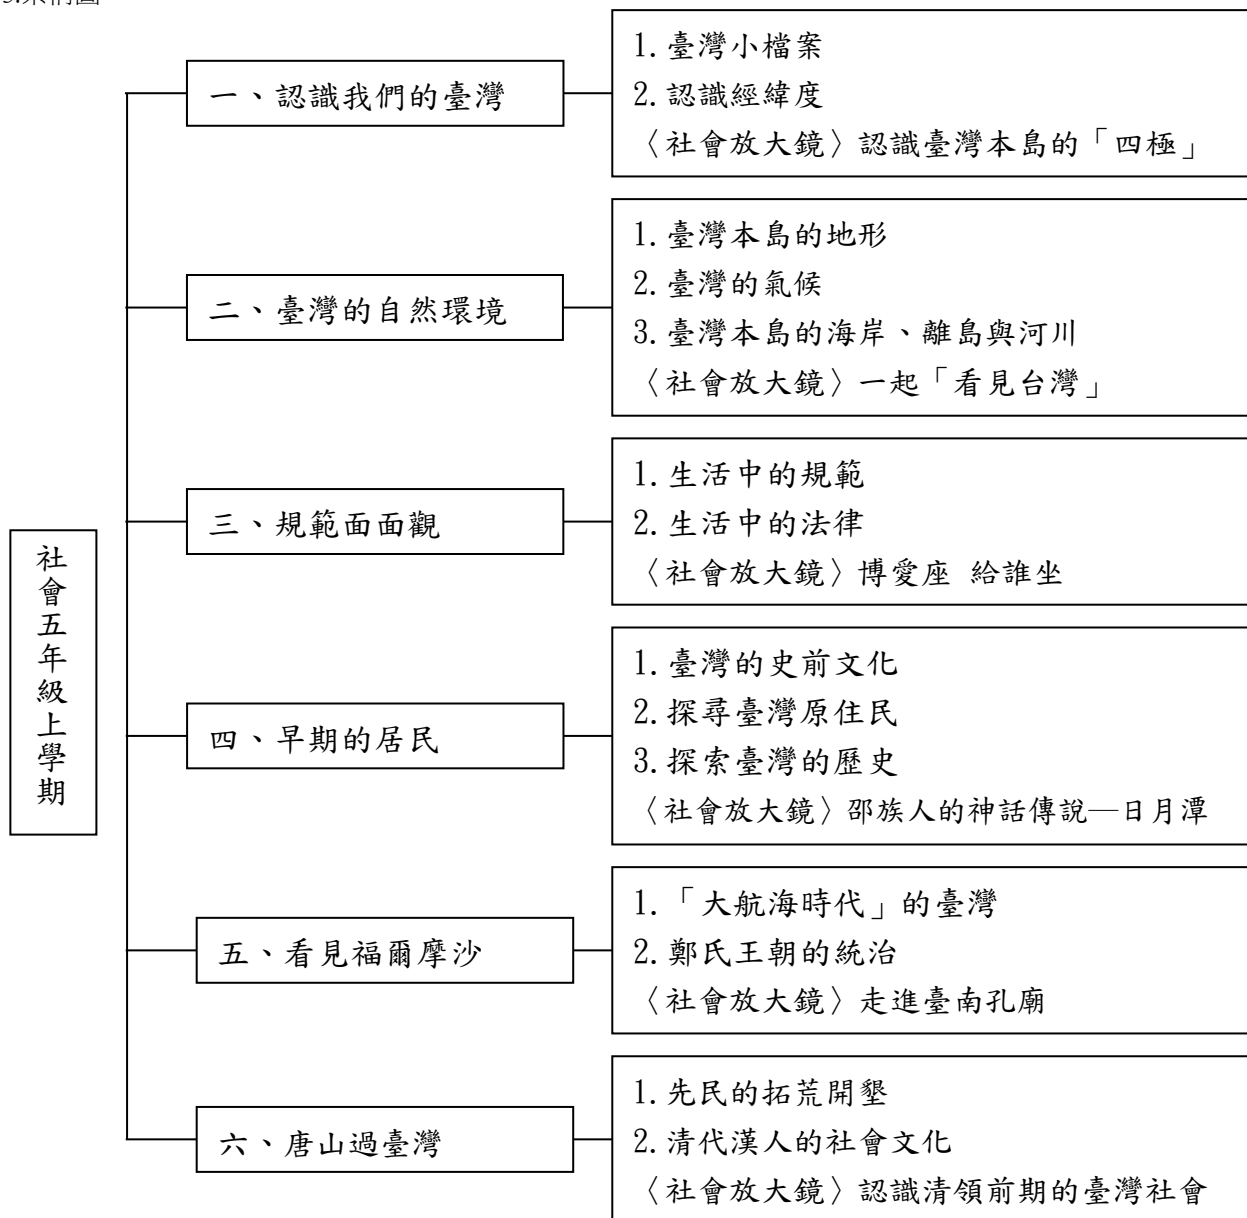 社會五年級上學期
一、認識我們的臺灣
1.臺灣小檔案
2.認識經緯度
〈社會放大鏡〉認識臺灣本島的「四極」
二、臺灣的自然環境
1.臺灣本島的地形
2.臺灣的氣候
3.臺灣本島的海岸、離島與河川
〈社會放大鏡〉一起「看見台灣」
三、規範面面觀
1.生活中的規範
2.生活中的法律
〈社會放大鏡〉博愛座 給誰坐
四、早期的居民
1.臺灣的史前文化
2.探尋臺灣原住民
3.探索臺灣的歷史
〈社會放大鏡〉邵族人的神話傳說—日月潭
五、看見福爾摩沙
1.「大航海時代」的臺灣
2.鄭氏王朝的統治
〈社會放大鏡〉走進臺南孔廟
六、唐山過臺灣
1.先民的拓荒開墾
2.清代漢人的社會文化
〈社會放大鏡〉認識清領前期的臺灣社會